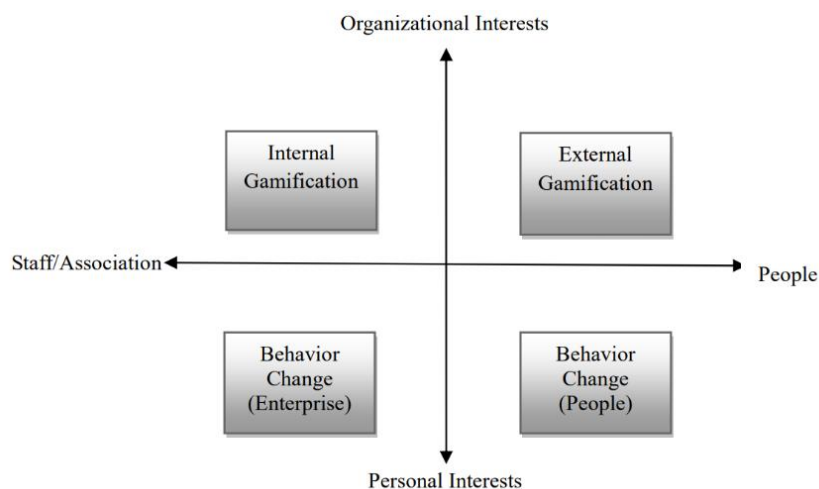 Organizational Interests
Internal
Gamification
External
Gamification
Staff/Association
People
Behavior
Change
(Enterprise)
Behavior
Change
(People)
Personal Interests